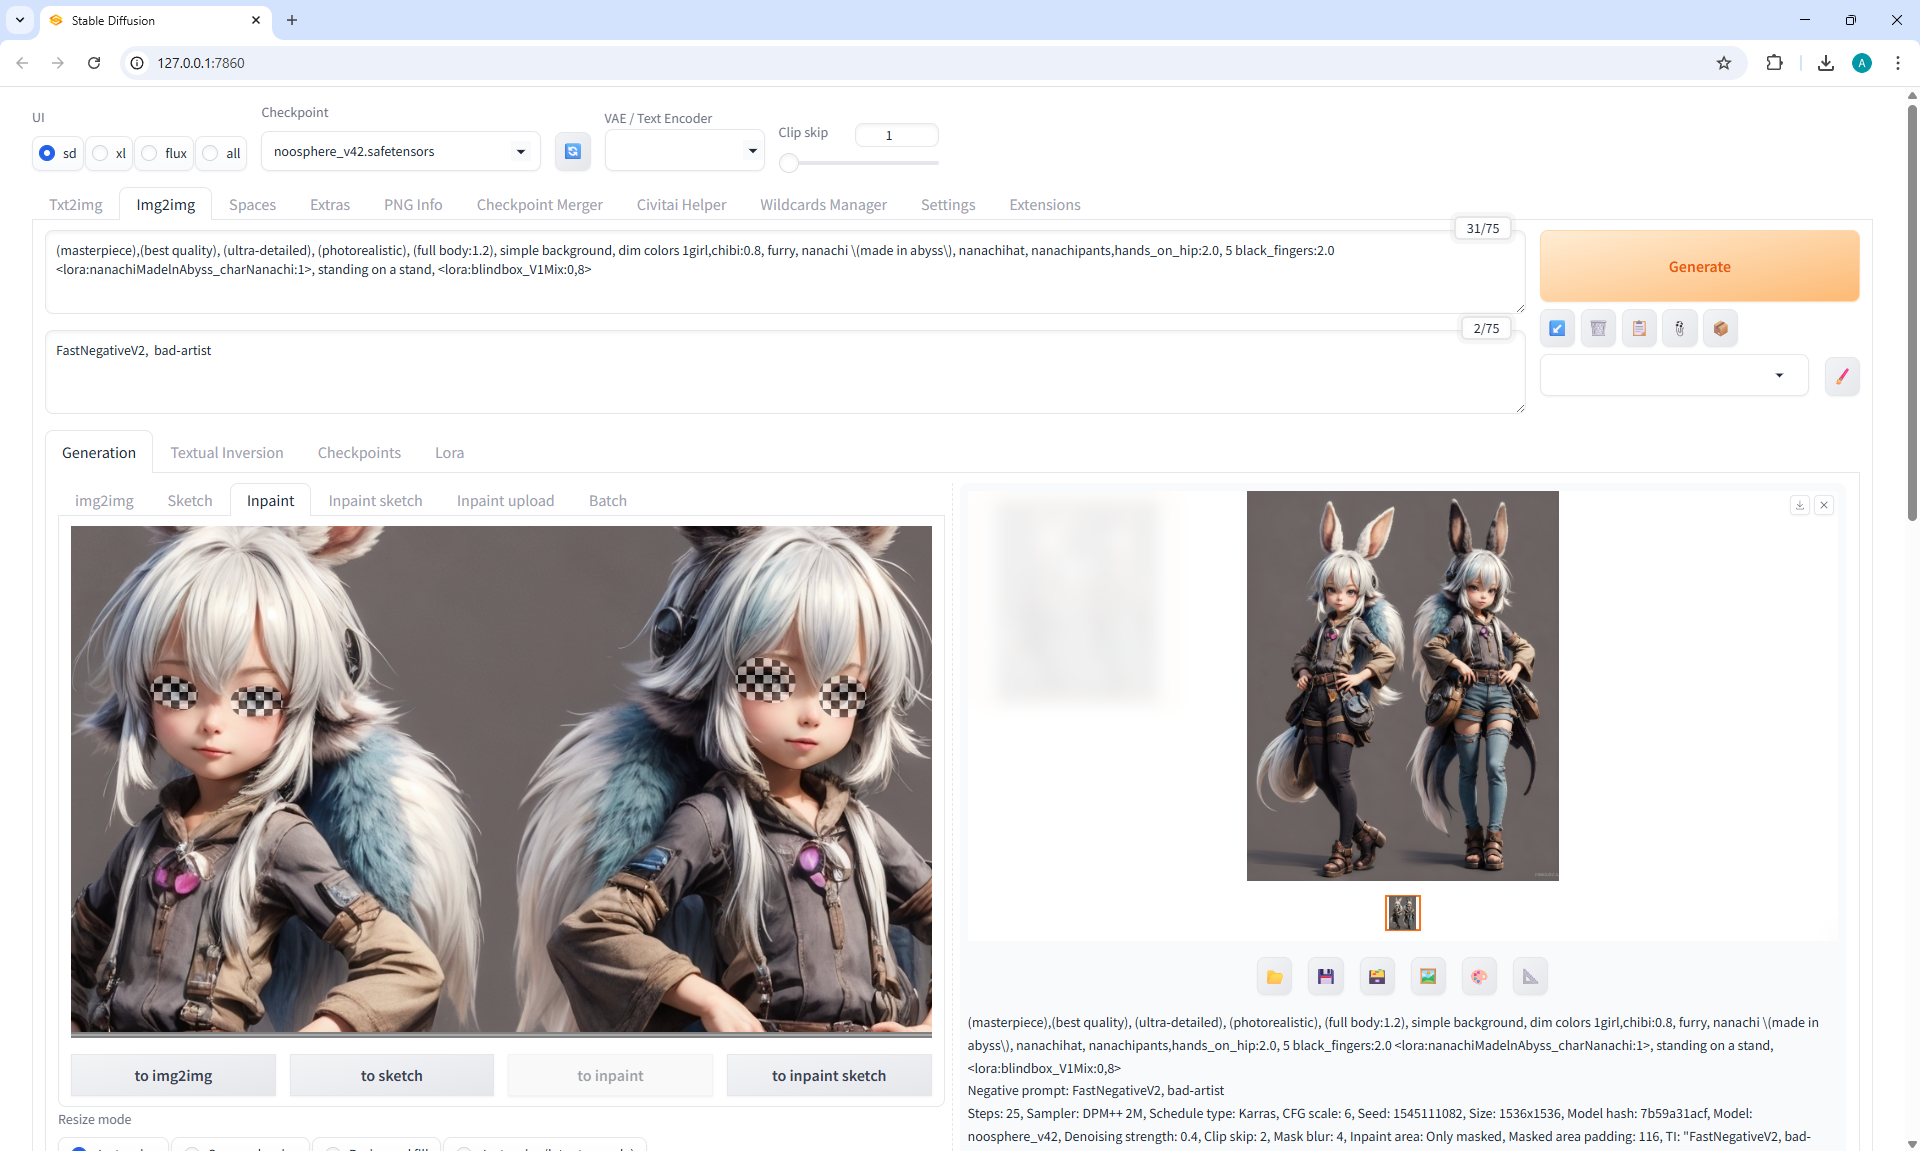 Stable Diffusion
127.0.0.1:7860
A
UI
Checkpoint
VAE / Text Encoder
Clip skip
1
sd
xl
flux
all
noosphere_v42.safetensors
Txt2img
Img2img
Spaces
Extras
PNG Info
Checkpoint Merger
Civitai Helper
Wildcards Manager
Settings
Extensions
31/75
(masterpiece),(best quality), (ultra-detailed), (photorealistic), (full body:1.2), simple background, dim colors 1girl,chibi:0.8, furry, nanachi \(made in abyss\), nanachihat, nanachipants,hands_on_hip:2.0, 5 black_fingers:2.0
<lora:nanachiMadeInAbyss_charNanachi:1>, standing on a stand, <lora:blindbox_V1Mix:0,8>
Generate
2/75
FastNegativeV2, bad-artist
Generation
Textual Inversion
Checkpoints
Lora
img2img
Sketch
Inpaint
Inpaint sketch
Inpaint upload
Batch
to img2img
to sketch
to inpaint
to inpaint sketch
Resize mode
(masterpiece),(best quality), (ultra-detailed), (photorealistic), (full body:1.2), simple background, dim colors 1girl,chibi:0.8, furry, nanachi \(made in
abyss\), nanachihat, nanachipants,hands_on_hip:2.0, 5 black_fingers:2.0 <lora:nanachiMadeInAbyss_charNanachi:1>, standing on a stand,
<lora:blindbox_V1Mix:0,8>
Negative prompt: FastNegativeV2, bad-artist
Steps: 25, Sampler: DPM++ 2M, Schedule type: Karras, CFG scale: 6, Seed: 1545111082, Size: 1536x1536, Model hash: 7b59a31acf, Model:
noosphere_v42, Denoising strength: 0.4, Clip skip: 2, Mask blur: 4, Inpaint area: Only masked, Masked area padding: 116, TI: "FastNegativeV2, bad-